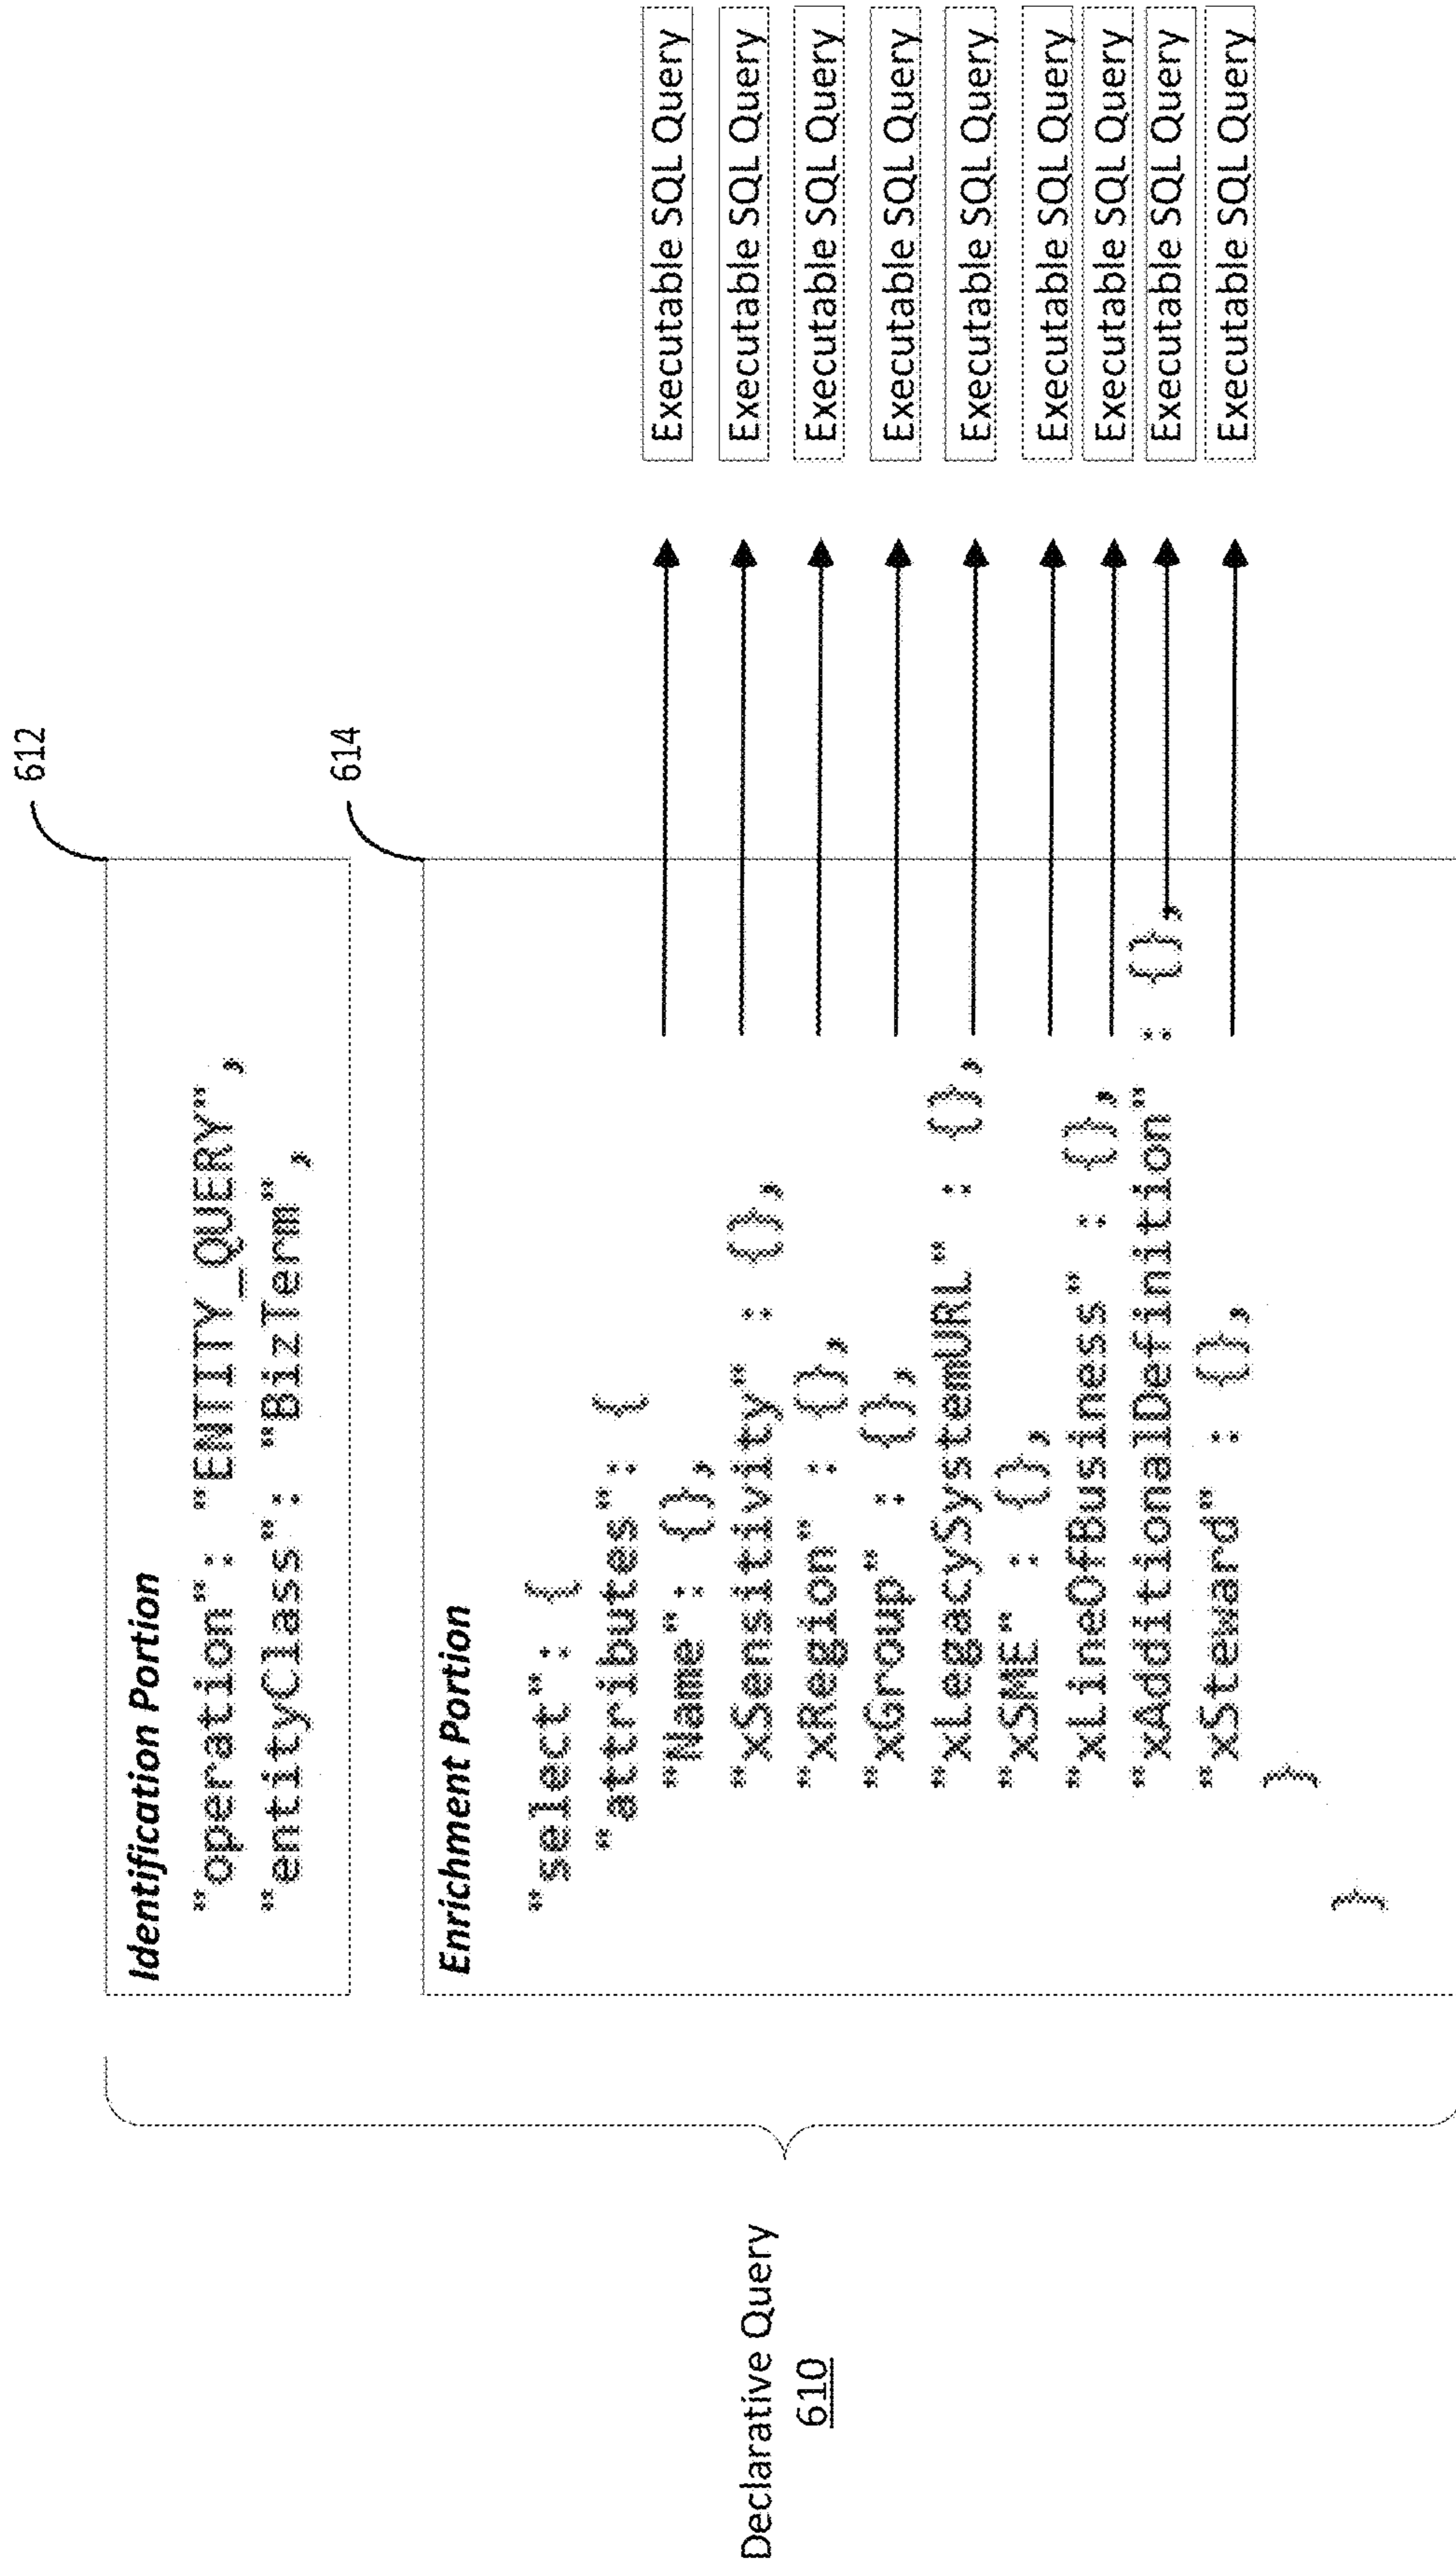 612
Identification Portion
"operation": "ENTITY_QUERY",
"entityClass": "BizTerm",
614
Enrichment Portion
"select": {
"attributes": {
"Name": {},
"xSensitivity" : {},
"xRegion" : {},
"xGroup" : {},
"xLegacySystemURL" : {},
"xSME" : {},
"xLineOfBusiness" : {},
"xAdditionalDefinition" : {},
"xSteward" : {},
}
}
Executable SQL Query
Executable SQL Query
Executable SQL Query
Executable SQL Query
Executable SQL Query
Executable SQL Query
Executable SQL Query
Executable SQL Query
Executable SQL Query
Declarative Query
610